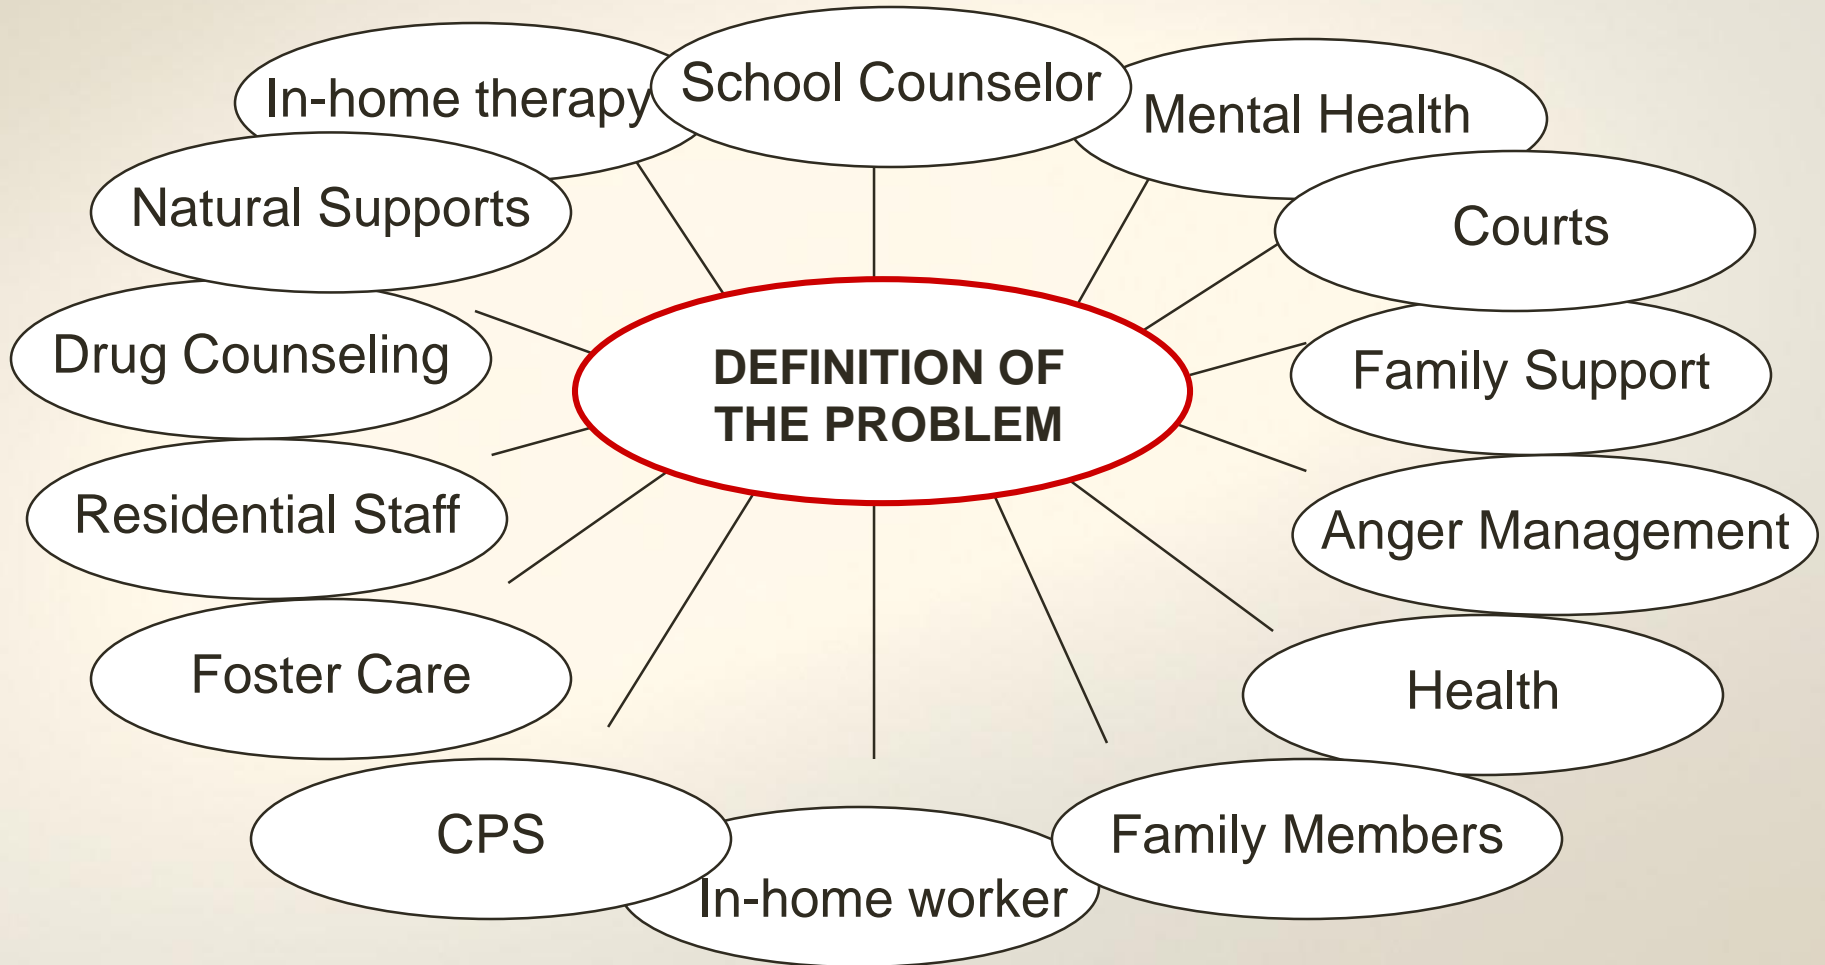 In-home therapy
School Counselor
Mental Health
Natural Supports
Courts
Drug Counseling
DEFINITION OF
THE PROBLEM
Family Support
Residential Staff
Anger Management
Foster Care
Health
CPS
In-home worker
Family Members